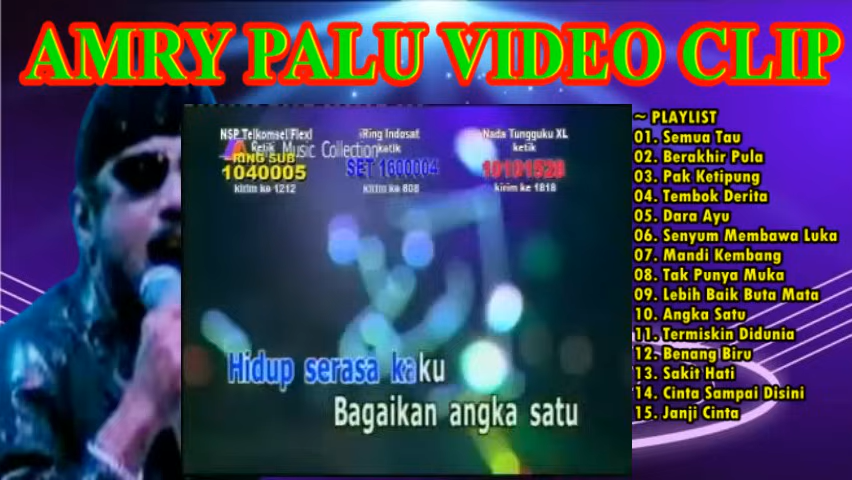 AMRY PALU VIDEO CLIP
NSP Telkomsel Flexi
ketik
RING SUB
1040005
kirim ke 1212
iRing Indosat
ketik
SET 1600004
kirim ke 808
Nada Tungguku XL
ketik
10101528
kirim ke 1818
Music Collection
Hidup serasa kaku
Bagaikan angka satu
~ PLAYLIST
01. Semua Tau
02. Berakhir Pula
03. Pak Ketipung
04. Tembok Derita
05. Dara Ayu
06. Senyum Membawa Luka
07. Mandi Kembang
08. Tak Punya Muka
09. Lebih Baik Buta Mata
10. Angka Satu
11. Termiskin Didunia
12. Benang Biru
13. Sakit Hati
14. Cinta Sampai Disini
15. Janji Cinta